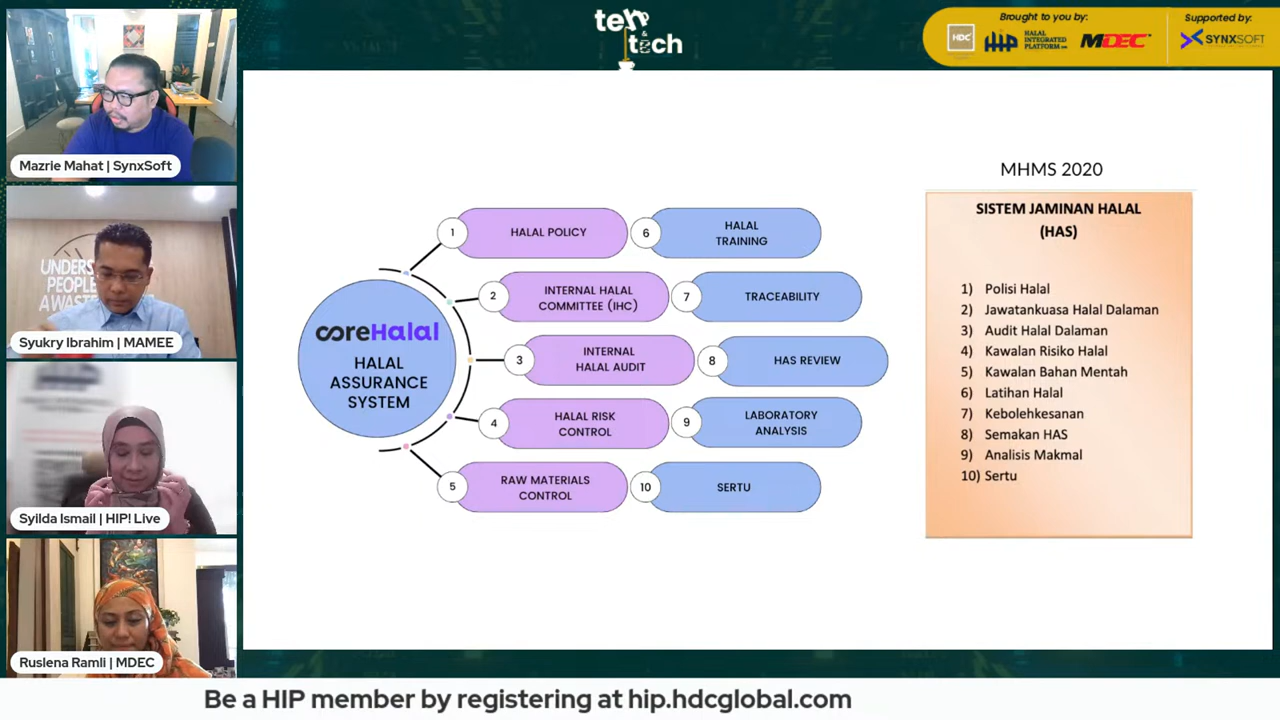 teh
&
tech
Brought to you by:
HDC
HALAL
INTEGRATED
PLATFORM
MDEC
Supported by:
SYNXSOFT
Mazrie Mahat | SynxSoft
UNDERS
PEOPLE
A WASTE
Syukry Ibrahim | MAMEE
Syilda Ismail | HIP! Live
Ruslena Ramli | MDEC
coreHalal
HALAL
ASSURANCE
SYSTEM
1
HALAL POLICY
2
INTERNAL HALAL
COMMITTEE (IHC)
3
INTERNAL
HALAL AUDIT
4
HALAL RISK
CONTROL
5
RAW MATERIALS
CONTROL
6
HALAL
TRAINING
7
TRACEABILITY
8
HAS REVIEW
9
LABORATORY
ANALYSIS
10
SERTU
MHMS 2020
SISTEM JAMINAN HALAL
(HAS)
1) Polisi Halal
2) Jawatankuasa Halal Dalaman
3) Audit Halal Dalaman
4) Kawalan Risiko Halal
5) Kawalan Bahan Mentah
6) Latihan Halal
7) Kebolehkesanan
8) Semakan HAS
9) Analisis Makmal
10) Sertu
Be a HIP member by registering at hip.hdcglobal.com